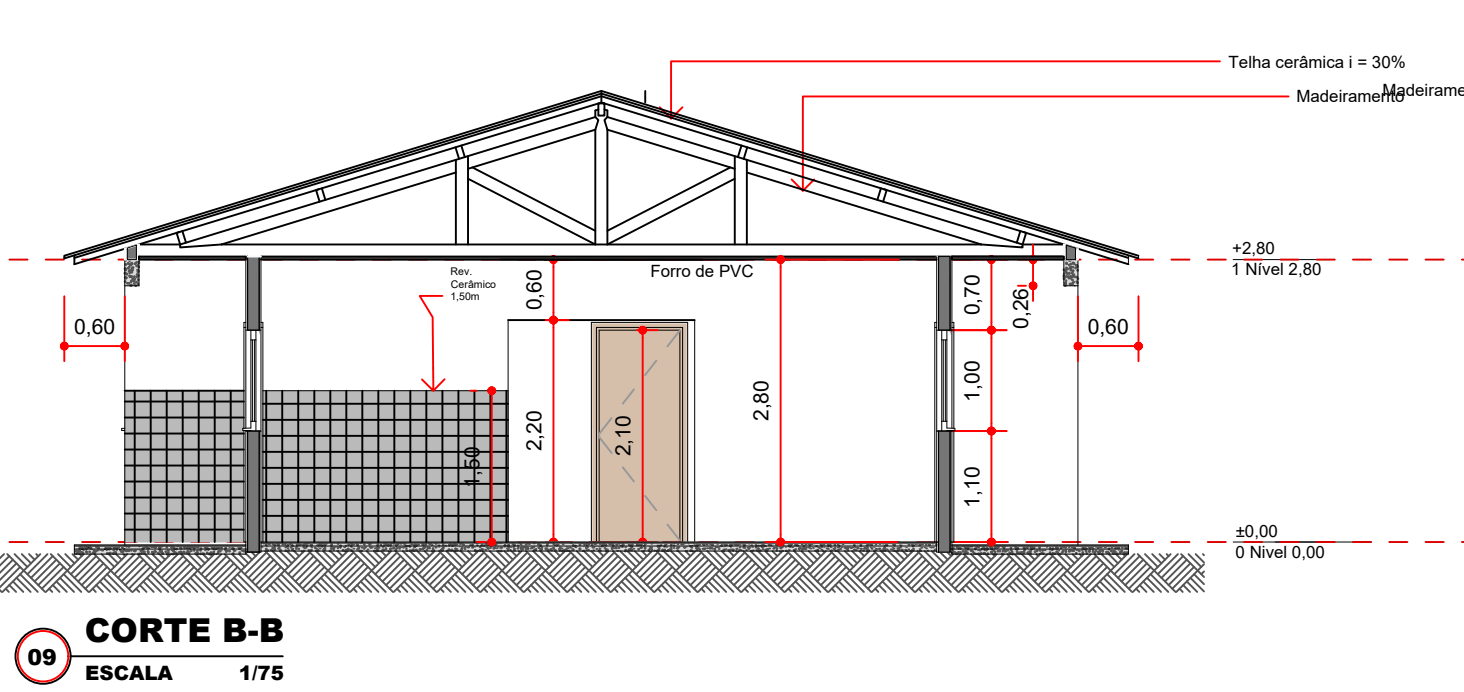 Telha cerâmica i = 30%
Madeiramento
Madeirame
+2,80
1 Nível 2,80
Rev.
Cerâmico
1,50m
0,60
Forro de PVC
0,70
0,26
0,60
0,60
1,00
2,80
2,20
2,10
1,50
1,10
±0,00
0 Nivel 0,00
CORTE B-B
09
ESCALA 1/75